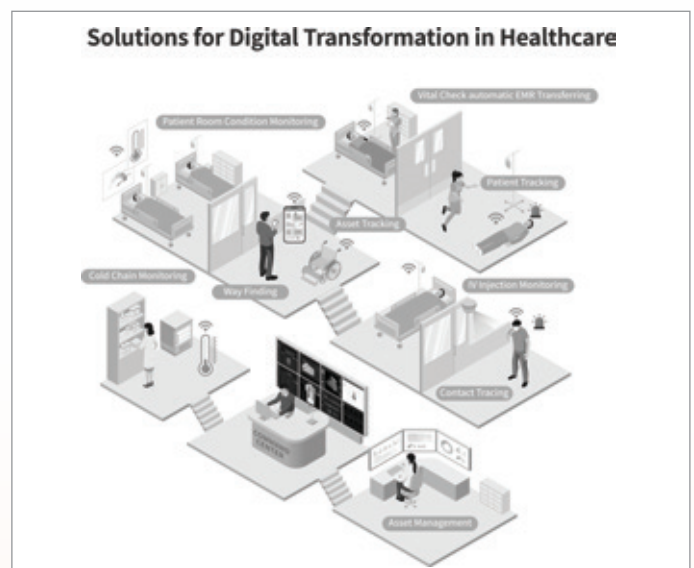 Solutions for Digital Transformation in Healthcare
Vital Check automatic EMR Transferring
Patient Room Condition Monitoring
Patient Tracking
Asset Tracking
Cold Chain Monitoring
Way Finding
IV Injection Monitoring
Contact Tracing
CENTER
Asset Management